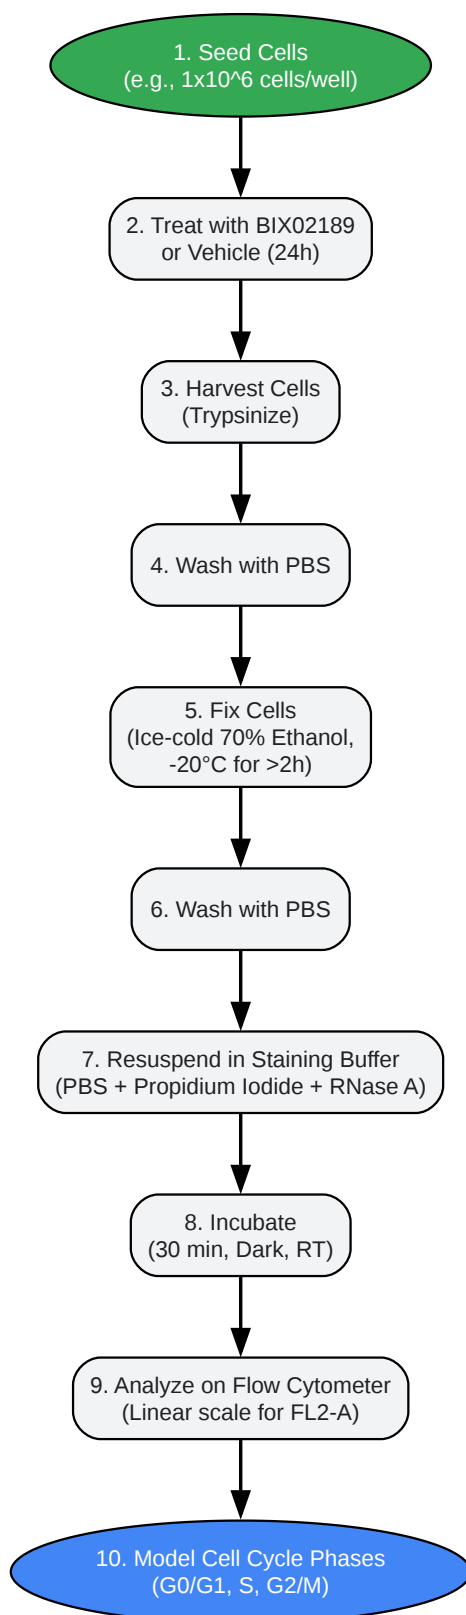 1. Seed Cells
(e.g., 1x10^6 cells/well)
2. Treat with BIX02189
or Vehicle (24h)
3. Harvest Cells
(Trypsinize)
4. Wash with PBS
5. Fix Cells
(Ice-cold 70% Ethanol,
-20°C for >2h)
6. Wash with PBS
7. Resuspend in Staining Buffer
(PBS + Propidium Iodide + RNase A)
8. Incubate
(30 min, Dark, RT)
9. Analyze on Flow Cytometer
(Linear scale for FL2-A)
10. Model Cell Cycle Phases
(G0/G1, S, G2/M)